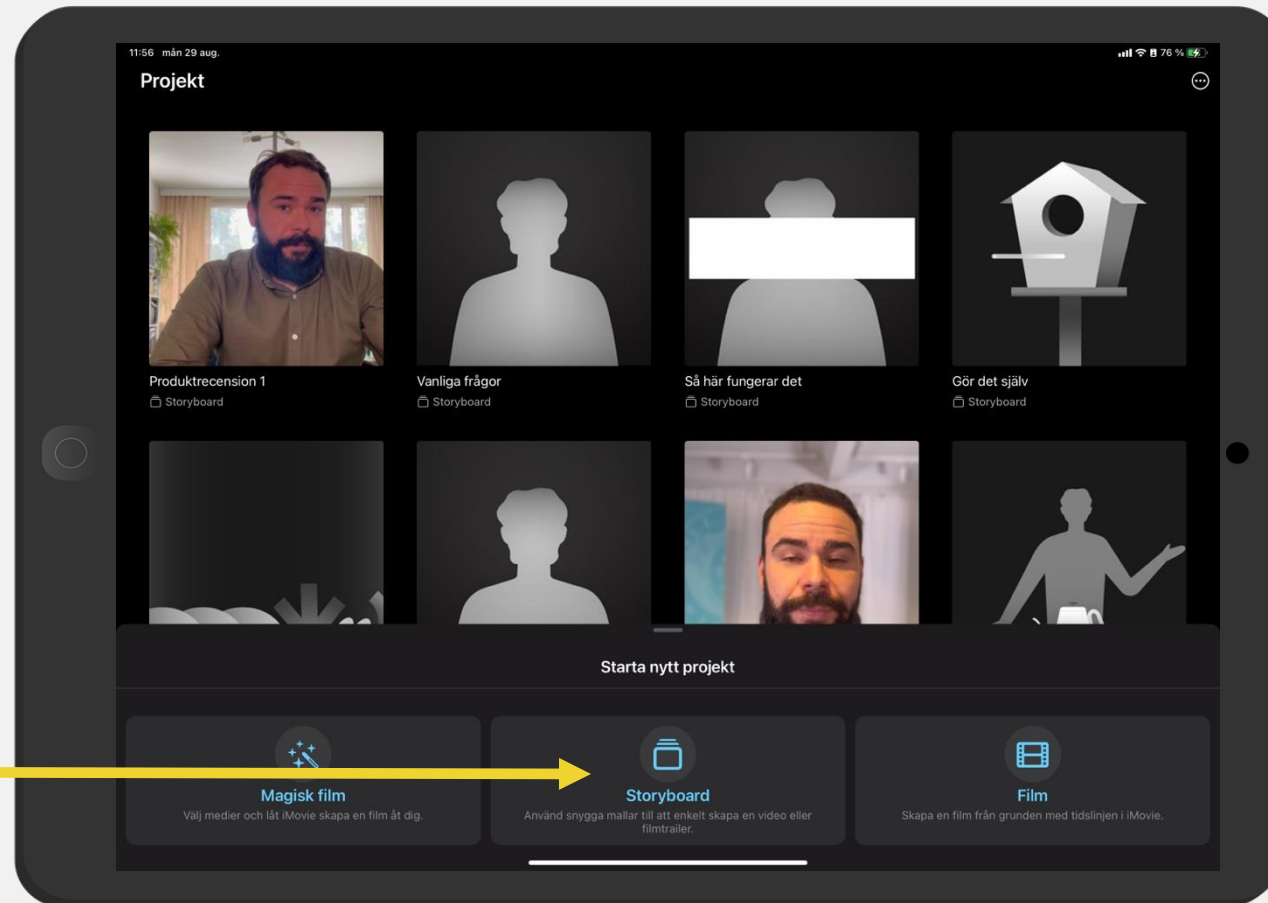 11:56 mån 29 aug.
76 %
Projekt
Produktrecension 1
Vanliga frågor
Så här fungerar det
Gör det själv
Storyboard
Storyboard
Storyboard
Storyboard
Starta nytt projekt
Magisk film
Storyboard
Film
Välj medier och låt iMovie skapa en film åt dig.
Använd snygga mallar till att enkelt skapa en video eller
filmtrailer.
Skapa en film från grunden med tidslinjen i iMovie.